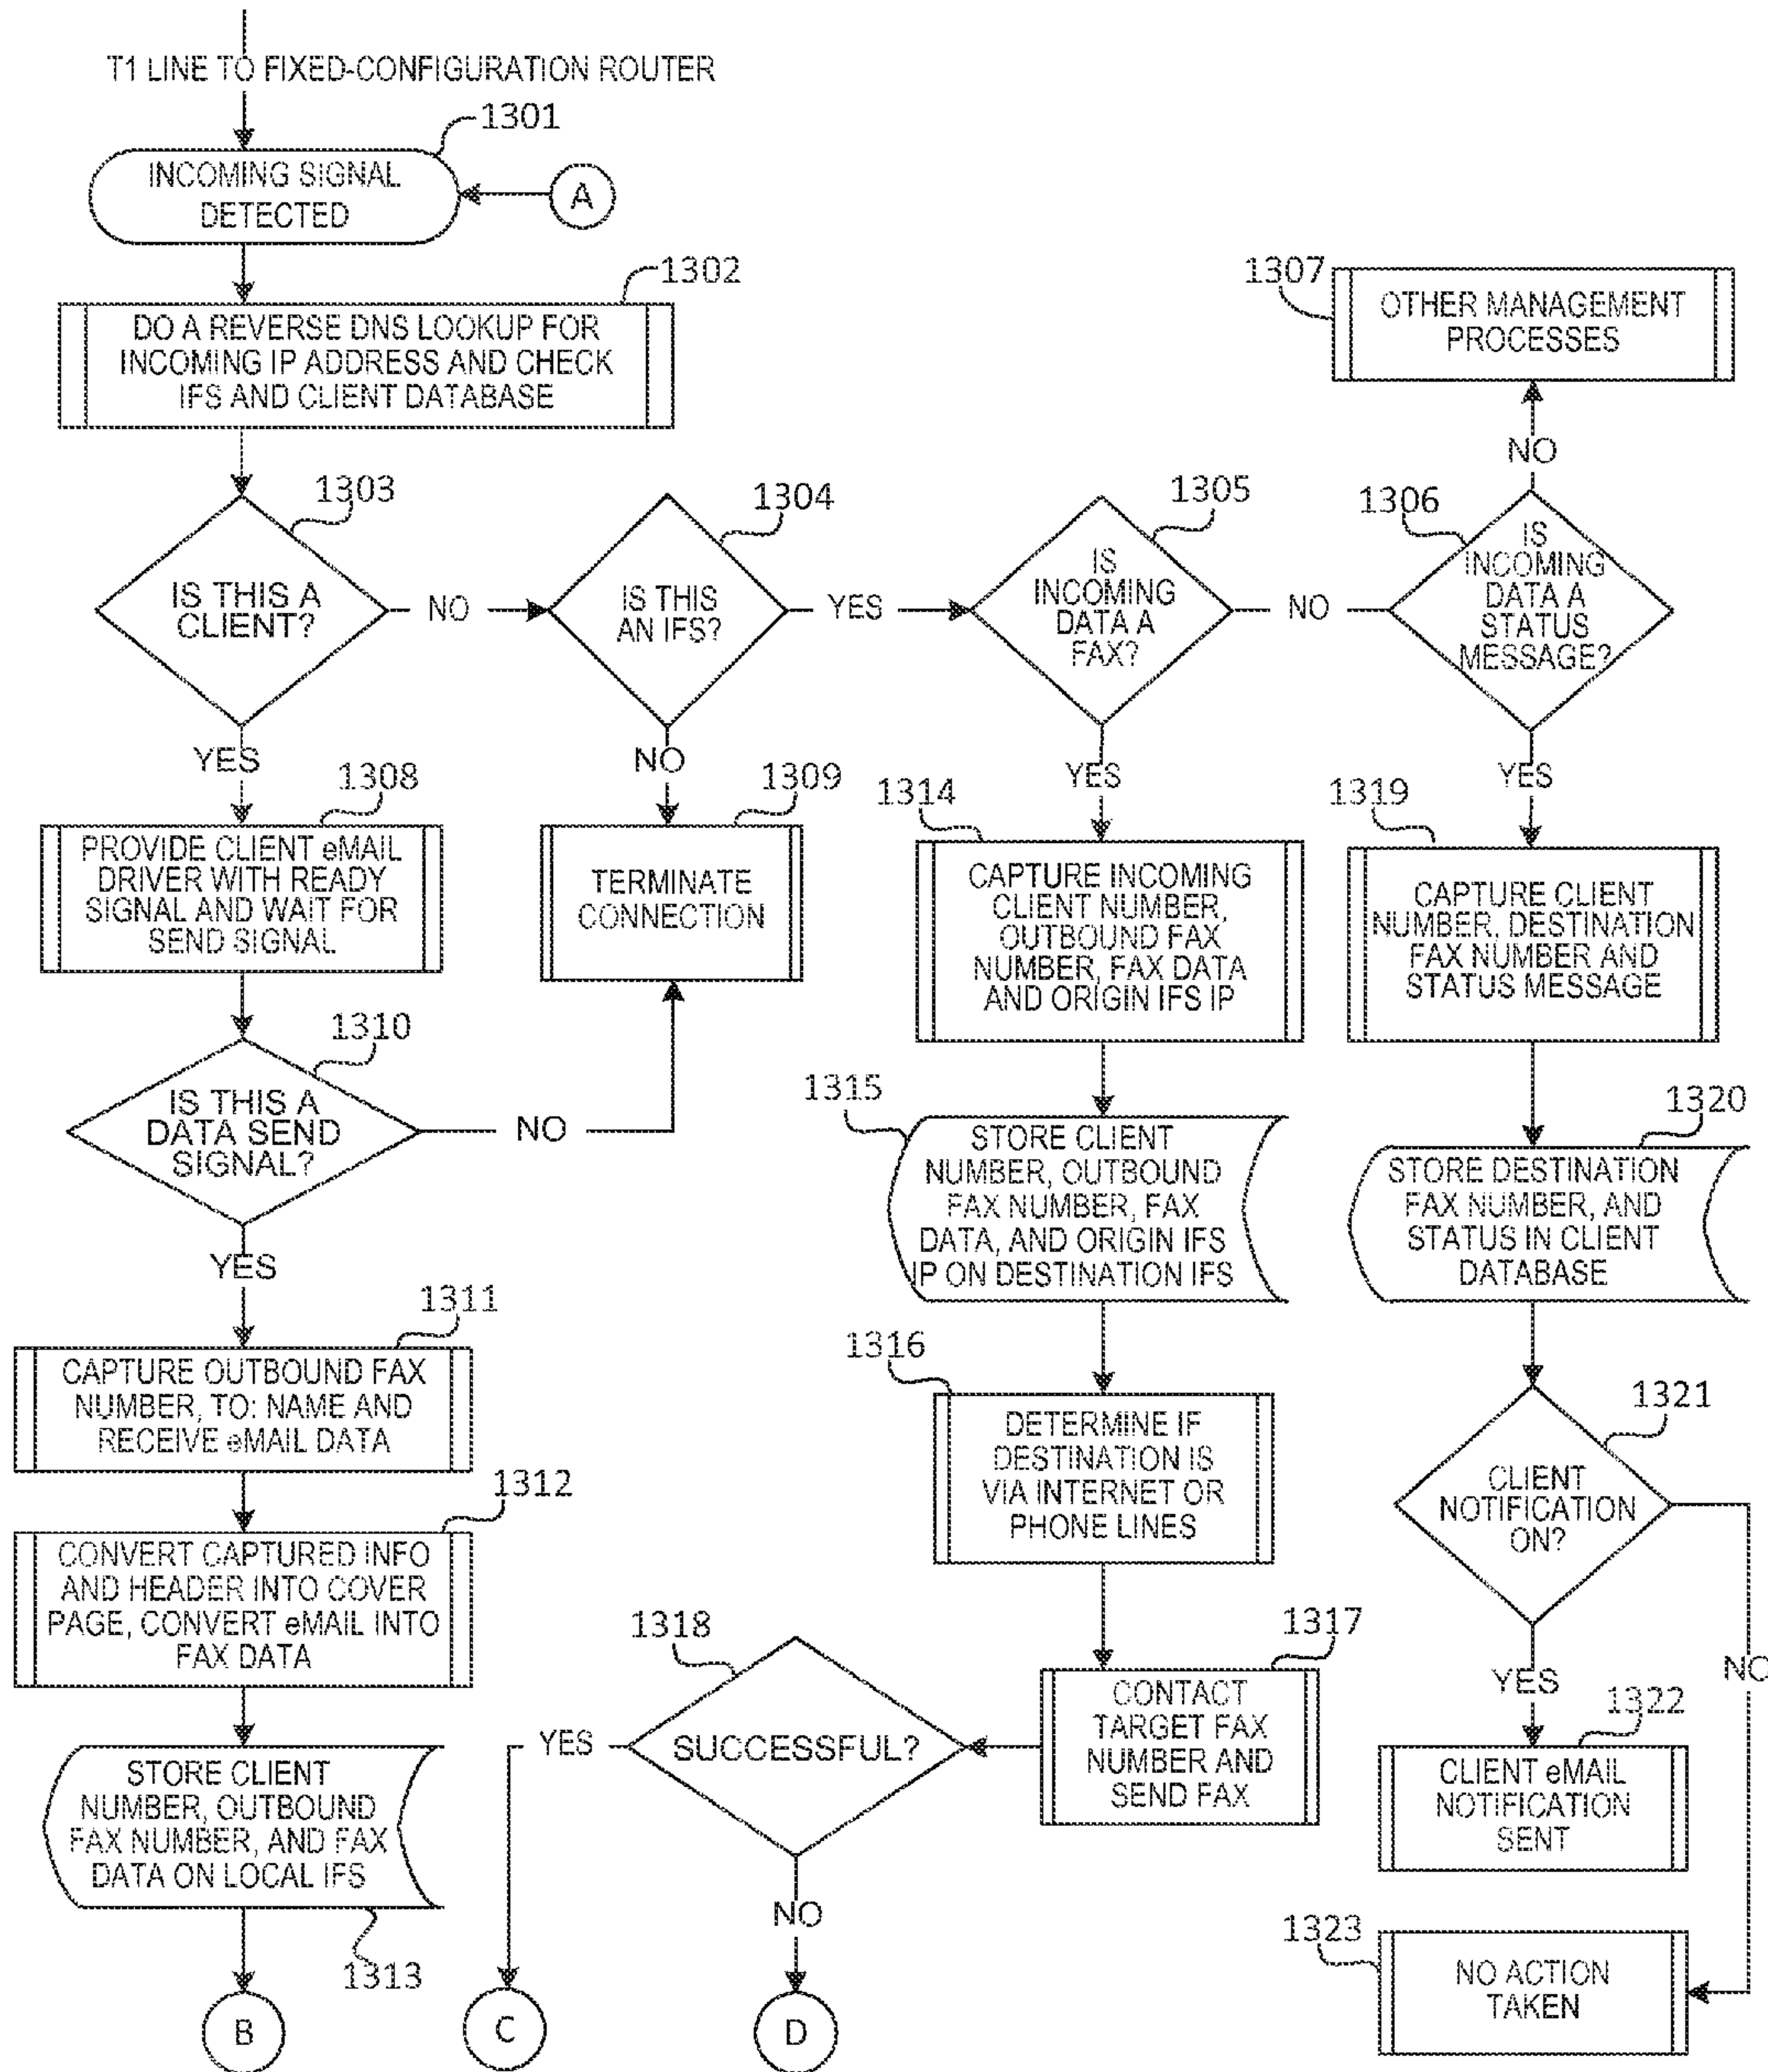 T1 LINE TO FIXED-CONFIGURATION ROUTER
1301
INCOMING SIGNAL
DETECTED
A
1302
DO A REVERSE DNS LOOKUP FOR
INCOMING IP ADDRESS AND CHECK
IFS AND CLIENT DATABASE
1307
OTHER MANAGEMENT
PROCESSES
NO
1303
IS THIS A
CLIENT?
NO
1304
IS THIS
AN IFS?
YES
1305
IS
INCOMING
DATA A
FAX?
NO
1306
IS
INCOMING
DATA A
STATUS
MESSAGE?
YES
NO
YES
YES
1308
PROVIDE CLIENT eMAIL
DRIVER WITH READY
SIGNAL AND WAIT FOR
SEND SIGNAL
1309
TERMINATE
CONNECTION
1314
CAPTURE INCOMING
CLIENT NUMBER,
OUTBOUND FAX
NUMBER, FAX DATA
AND ORIGIN IFS IP
1319
CAPTURE CLIENT
NUMBER, DESTINATION
FAX NUMBER AND
STATUS MESSAGE
1310
IS THIS A
DATA SEND
SIGNAL?
NO
YES
1315
STORE CLIENT
NUMBER, OUTBOUND
FAX NUMBER, FAX
DATA, AND ORIGIN IFS
IP ON DESTINATION IFS
1320
STORE DESTINATION
FAX NUMBER, AND
STATUS IN CLIENT
DATABASE
1311
CAPTURE OUTBOUND FAX
NUMBER, TO: NAME AND
RECEIVE eMAIL DATA
1316
DETERMINE IF
DESTINATION IS
VIA INTERNET OR
PHONE LINES
1321
CLIENT
NOTIFICATION
ON?
YES
NO
1312
CONVERT CAPTURED INFO
AND HEADER INTO COVER
PAGE, CONVERT eMAIL INTO
FAX DATA
1318
SUCCESSFUL?
YES
NO
1317
CONTACT
TARGET FAX
NUMBER AND
SEND FAX
1322
CLIENT eMAIL
NOTIFICATION
SENT
STORE CLIENT
NUMBER, OUTBOUND
FAX NUMBER, AND FAX
DATA ON LOCAL IFS
1313
1323
NO ACTION
TAKEN
B
C
D